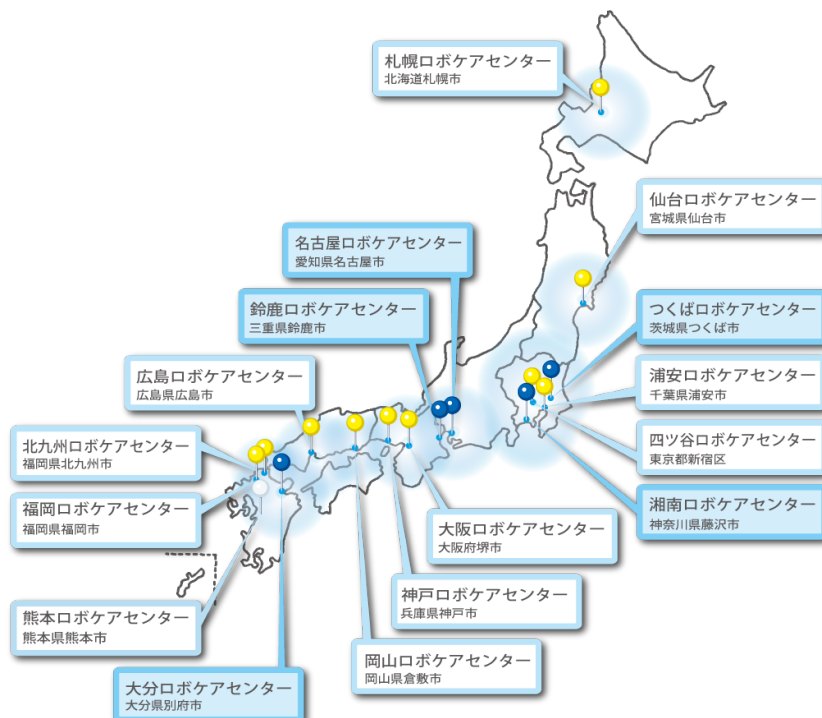 札幌ロボケアセンター
北海道札幌市
仙台ロボケアセンター
宮城県仙台市
名古屋ロボケアセンター
愛知県名古屋市
鈴鹿ロボケアセンター
三重県鈴鹿市
つくばロボケアセンター
茨城県つくば市
広島ロボケアセンター
広島県広島市
浦安ロボケアセンター
千葉県浦安市
北九州ロボケアセンター
福岡県北九州市
四ツ谷ロボケアセンター
東京都新宿区
福岡ロボケアセンター
福岡県福岡市
湘南ロボケアセンター
神奈川県藤沢市
大阪ロボケアセンター
大阪府堺市
神戸ロボケアセンター
兵庫県神戸市
熊本ロボケアセンター
熊本県熊本市
岡山ロボケアセンター
岡山県倉敷市
大分ロボケアセンター
大分県別府市